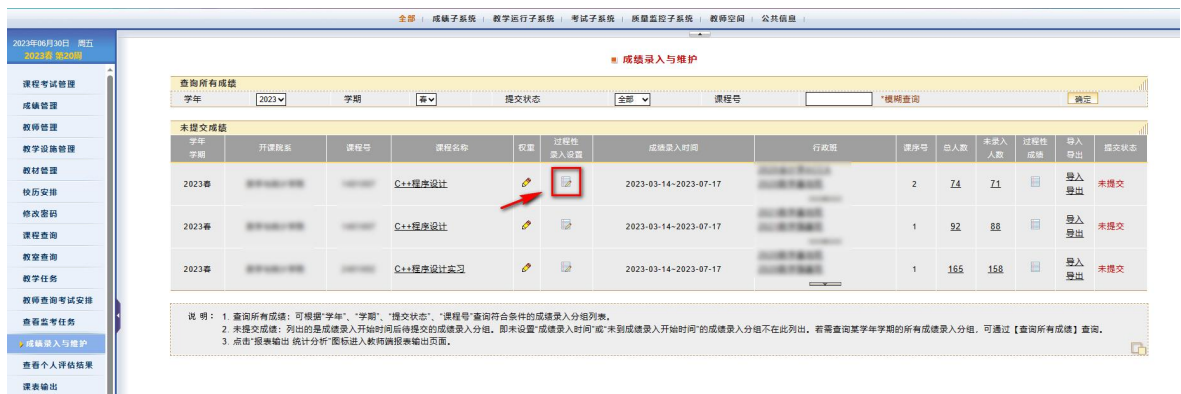 全部 | 成绩子系统 | 教学运行子系统 | 考试子系统 | 质量监控子系统 | 教师空间 | 公共信息 |
2023年06月30日 周五
2023春 第20周
成绩录入与维护
课程考试管理
成绩管理
教师管理
教学设施管理
教材管理
校历安排
修改密码
课程查询
教室查询
教学任务
教师查询考试安排
查看监考任务
成绩录入与维护
查看个人评估结果
课表输出
查询所有成绩
学年 2023 学期 春 提交状态 全部 课程号 *模糊查询 确定
未提交成绩
学年学期 开课院系 课程号 课程名称 权重 过程性录入设置 成绩录入时间 行政班 课序号 总人数 未录入人数 过程性成绩 导入导出 提交状态
2023春 C++程序设计 2023-03-14~2023-07-17 2 74 71 导入 导出 未提交
2023春 C++程序设计 2023-03-14~2023-07-17 1 92 88 导入 导出 未提交
2023春 C++程序设计实习 2023-03-14~2023-07-17 1 165 158 导入 导出 未提交
说 明： 1. 查询所有成绩：可根据“学年”、“学期”、“提交状态”、“课程号”查询符合条件的成绩录入分组列表。
2. 未提交成绩：列出的是成绩录入开始时间后待提交的成绩录入分组。即未设置“成绩录入时间”或“未到成绩录入开始时间”的成绩录入分组不在此列出。若需查询某学年学期的所有成绩录入分组，可通过【查询所有成绩】查询。
3. 点击“报表输出 统计分析”图标进入教师端报表输出页面。